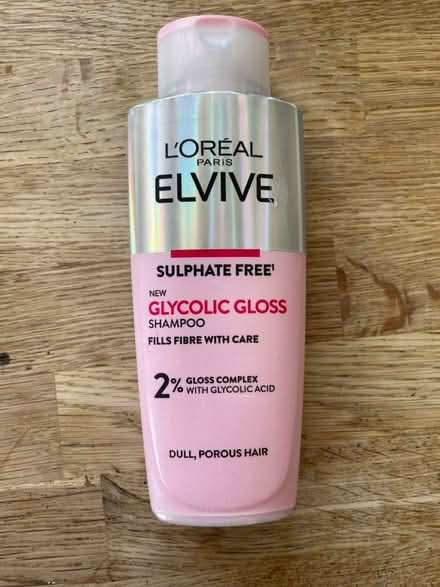 L'ORÉAL
PARIS
ELVIVE
SULPHATE FREE¹
NEW
GLYCOLIC GLOSS
SHAMPOO
FILLS FIBRE WITH CARE
2% GLOSS COMPLEX
WITH GLYCOLIC ACID
DULL, POROUS HAIR